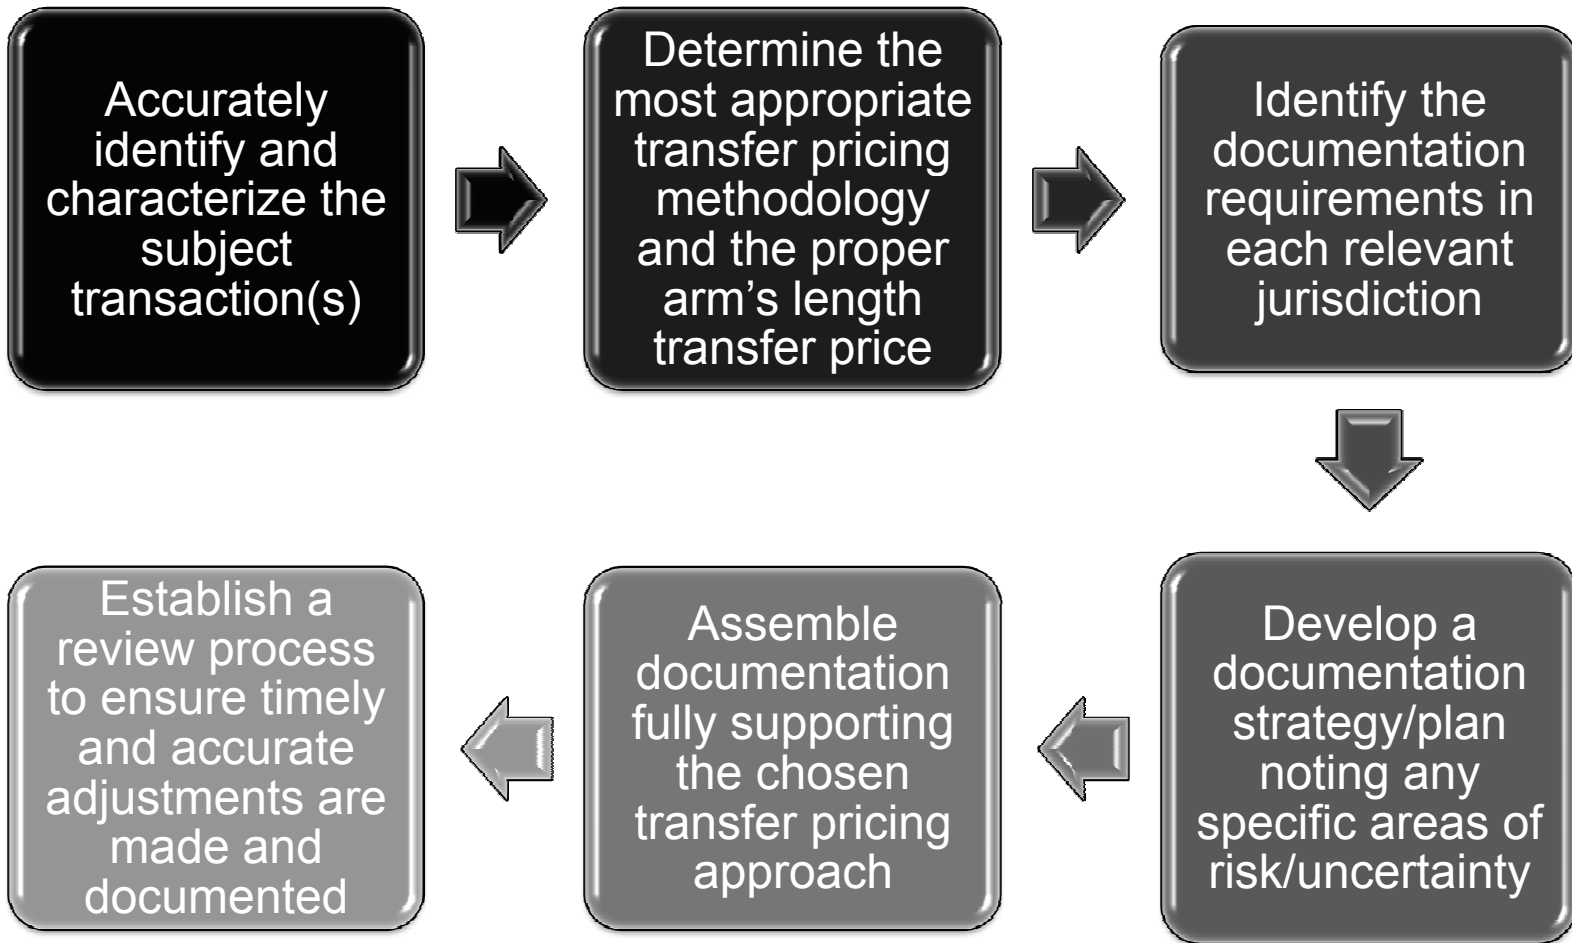 Accurately
identify and
characterize the
subject
transaction(s)
Determine the
most appropriate
transfer pricing
methodology
and the proper
arm’s length
transfer price
Identify the
documentation
requirements in
each relevant
jurisdiction
Develop a
documentation
strategy/plan
noting any
specific areas of
risk/uncertainty
Assemble
documentation
fully supporting
the chosen
transfer pricing
approach
Establish a
review process
to ensure timely
and accurate
adjustments are
made and
documented